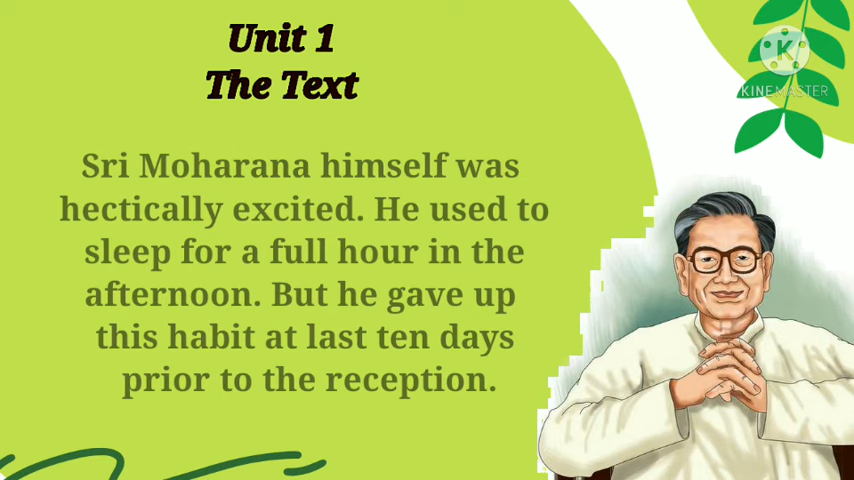 Unit 1
The Text
K
KINEMASTER
Sri Moharana himself was
hectically excited. He used to
sleep for a full hour in the
afternoon. But he gave up
this habit at last ten days
prior to the reception.